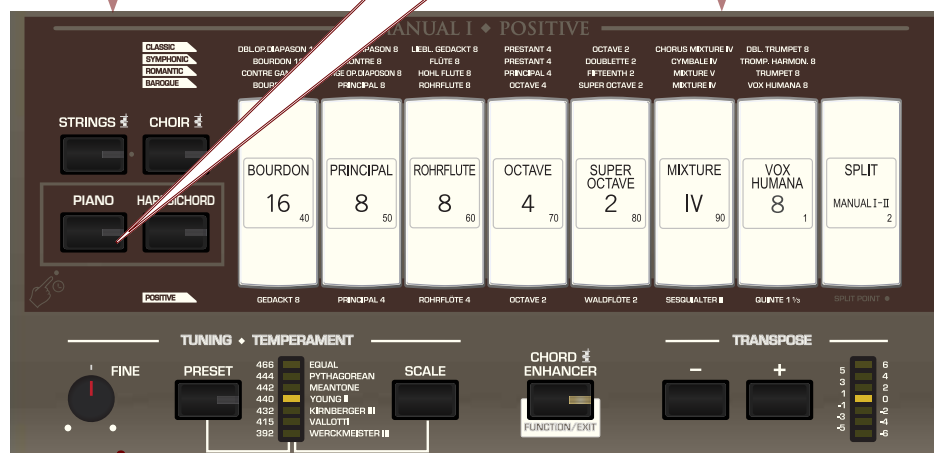 MANUAL I ◆ POSITIVE
CLASSIC
SYMPHONIC
ROMANTIC
BAROQUE
DBL.OP.DIAPASON DIAPASON 8 LIEBL. GEDACKT 8 PRESTANT 4 OCTAVE 2 CHORUS MIXTURE IV DBL. TRUMPET 8
BOURDON MONTRE 8 FLÜTE 8 PRESTANT 4 DOUBLETTE 2 CYMBALE IV TROMP. HARMON. 8
CONTRE OP.DIAPOSON 8 HOHL FLUTE 8 PRINCIPAL 4 FIFTEENTH 2 MIXTURE V TRUMPET 8
PRINCIPAL 8 ROHRFLUTE 8 OCTAVE 4 SUPER OCTAVE 2 MIXTURE IV VOX HUMANA 8
STRINGS CHOIR
PIANO HARPSICHORD
BOURDON
16
40
PRINCIPAL
8
50
ROHRFLUTE
8
60
OCTAVE
4
70
SUPER
OCTAVE
2
80
MIXTURE
IV
90
VOX
HUMANA
8
1
SPLIT
MANUAL I-II
2
POSITIVE
GEDACKT 8 PRINCIPAL 4 ROHRFLÖTE 4 OCTAVE 2 WALDFLÖTE 2 SESQUIALTER II QUINTE 1 ⅓ SPLIT POINT
TUNING ◆ TEMPERAMENT
FINE
PRESET
466 EQUAL
444 PYTHAGOREAN
442 MEANTONE
440 YOUNG II
432 KIRNBERGER III
415 VALLOTTI
392 WERCKMEISTER III
SCALE
CHORD
ENHANCER
FUNCTION/EXIT
TRANSPOSE
− +
6
5
4
3
2
1
0
-1
-2
-3
-4
-5
-6